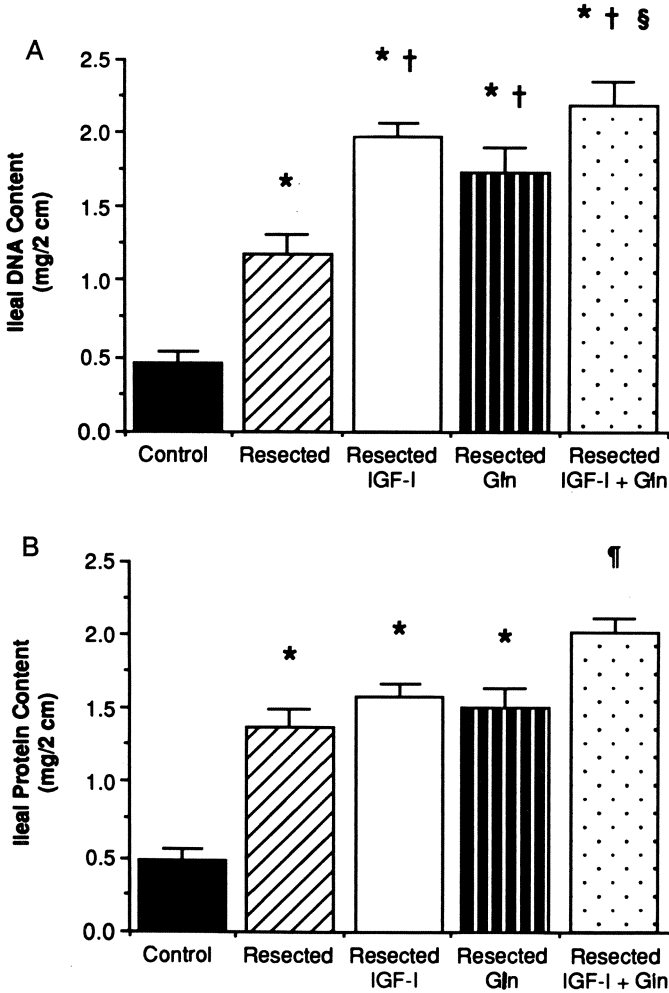 A
* † §
* †
* †
*
2.5
2.0
1.5
1.0
0.5
0.0
Ileal DNA Content
(mg/2 cm)
Control
Resected
Resected
IGF-I
Resected
Gln
Resected
IGF-I + Gln
B
¶
*
*
*
2.5
2.0
1.5
1.0
0.5
0.0
Ileal Protein Content
(mg/2 cm)
Control
Resected
Resected
IGF-I
Resected
Gln
Resected
IGF-I + Gln